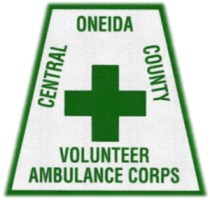 ONEIDA
CENTRAL
COUNTY
VOLUNTEER
AMBULANCE CORPS